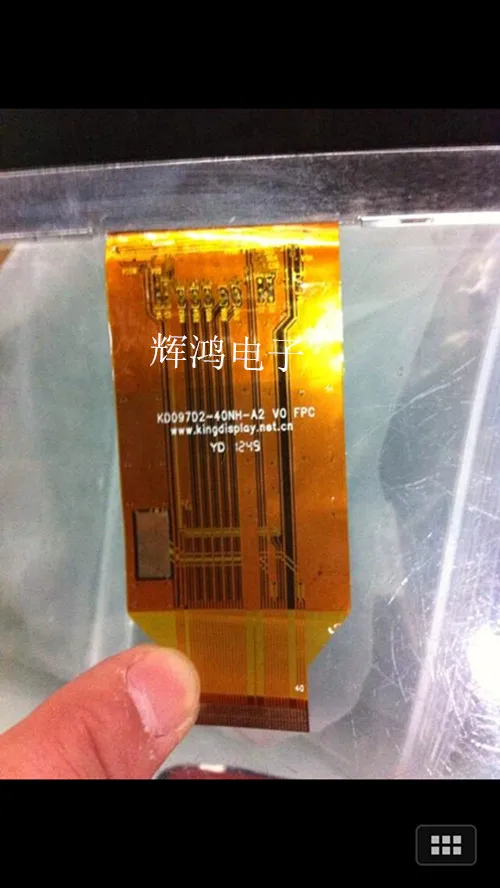 辉鸿电子
KD097D2-40NH-A2 V0 FPC
www.kingdisplay.net.cn
YD 1249
40